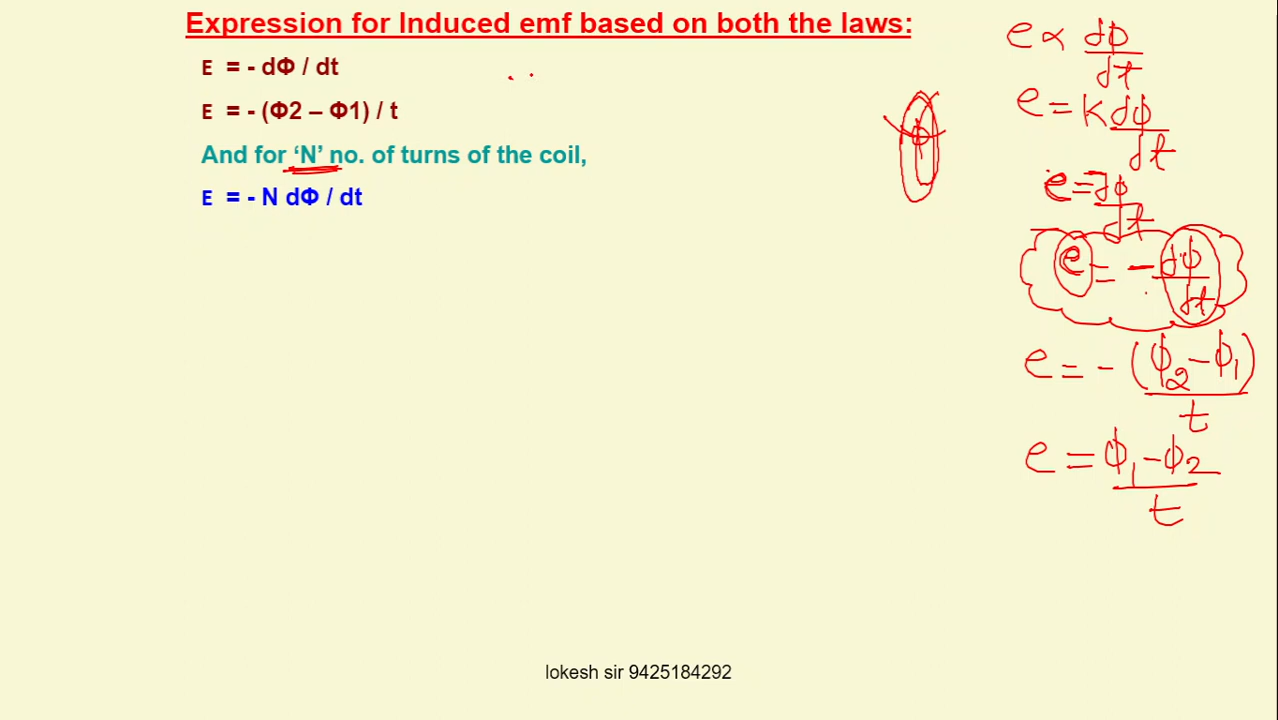 Expression for Induced emf based on both the laws:
E = - dΦ / dt
E = - (Φ2 – Φ1) / t
And for ‘N’ no. of turns of the coil,
E = - N dΦ / dt
ϕ
e ∝ dϕ/dt
e = K dϕ/dt
e = dϕ/dt
e = - dϕ/dt
e = - (ϕ2 - ϕ1)/t
e = ϕ1 - ϕ2/t
lokesh sir 9425184292